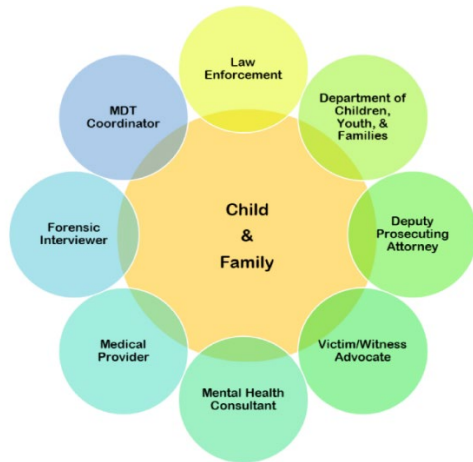 Law
Enforcement
Department of
Children,
Youth, &
Families
Deputy
Prosecuting
Attorney
Victim/Witness
Advocate
Mental Health
Consultant
Medical
Provider
Forensic
Interviewer
MDT
Coordinator
Child
&
Family